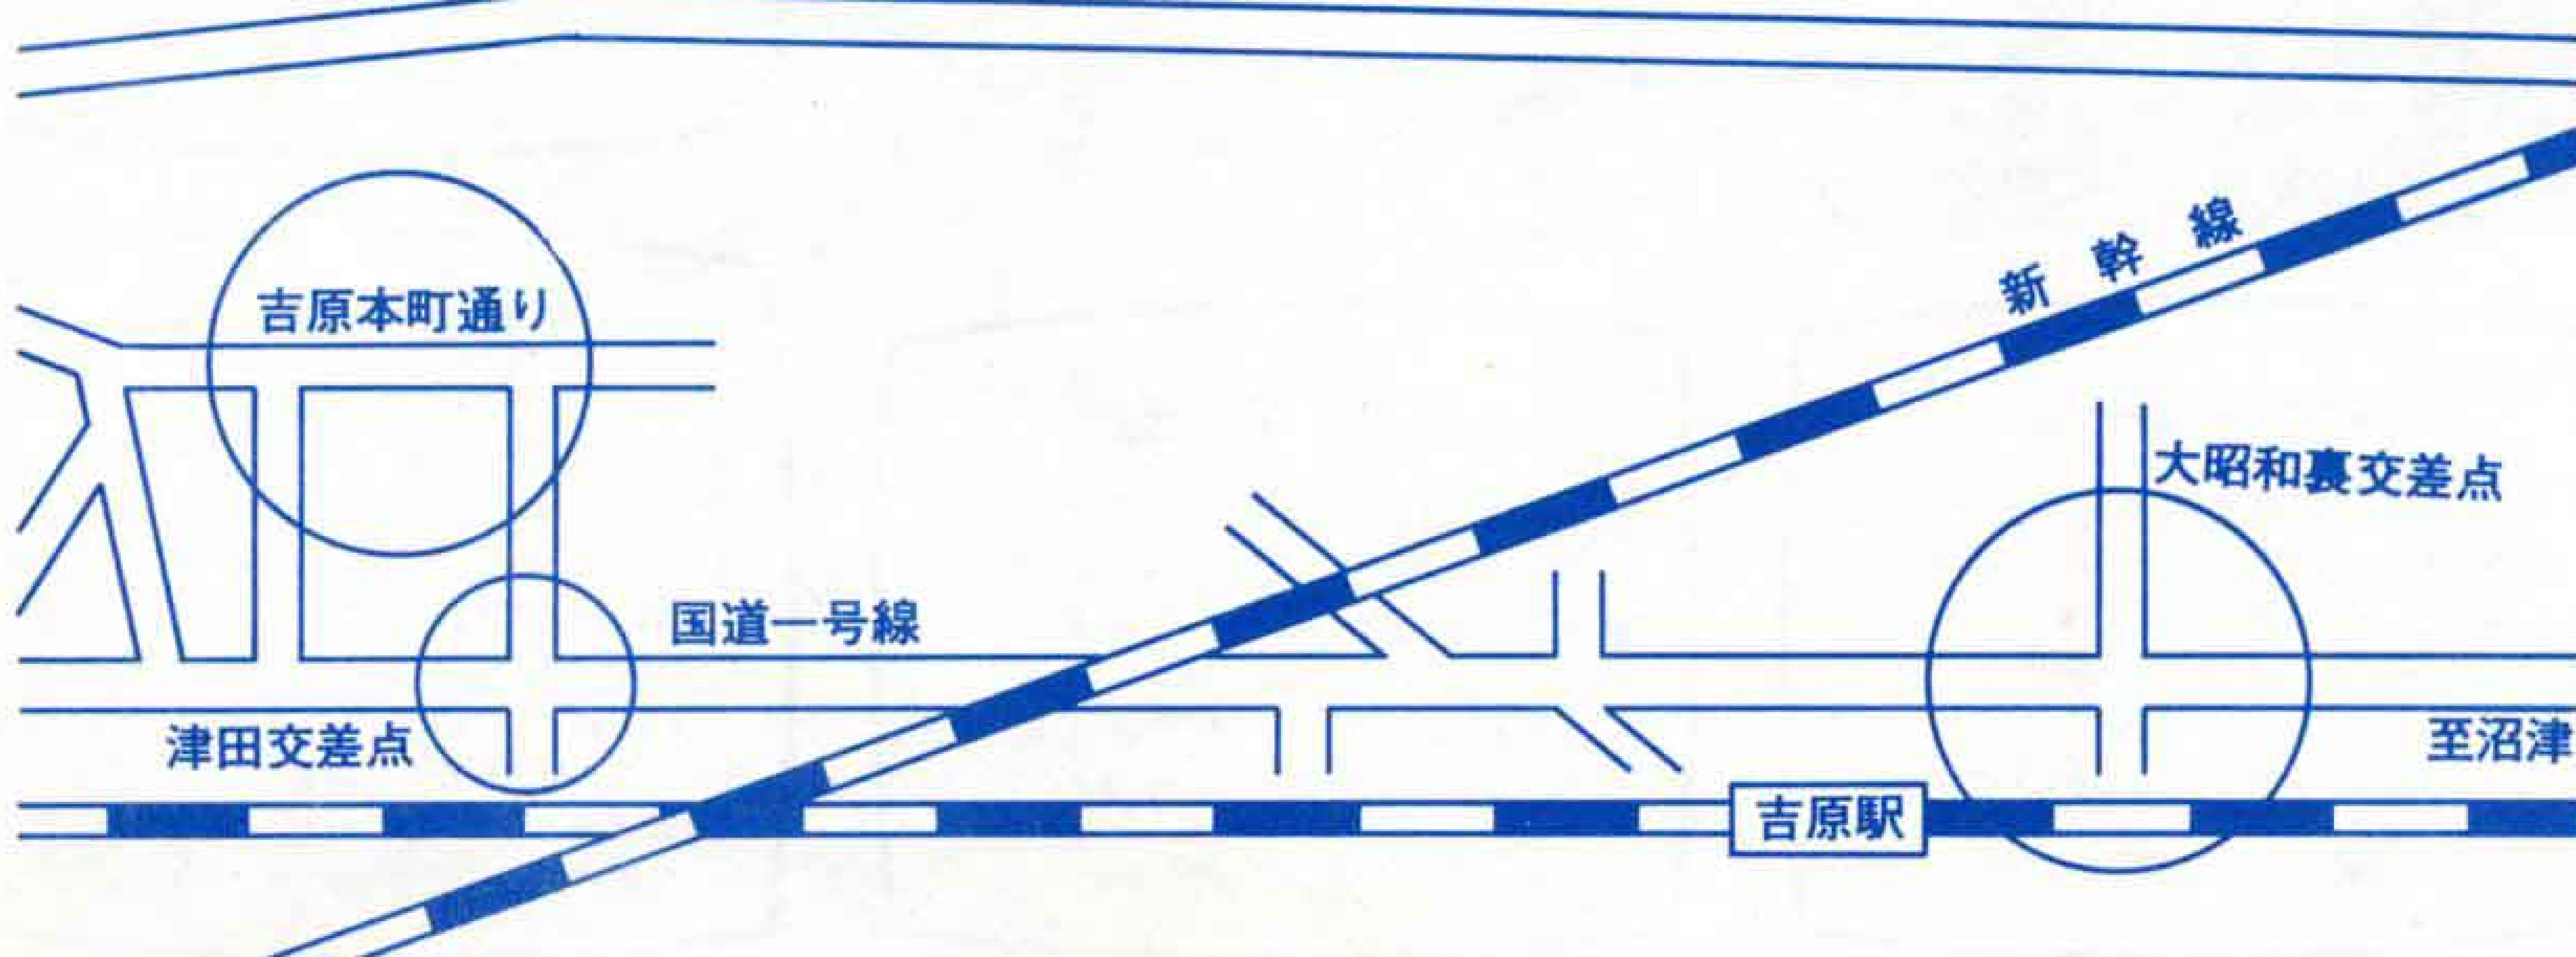 新幹線
吉原本町通り
大昭和裏交差点
国道一号線
津田交差点
至沼津
吉原駅